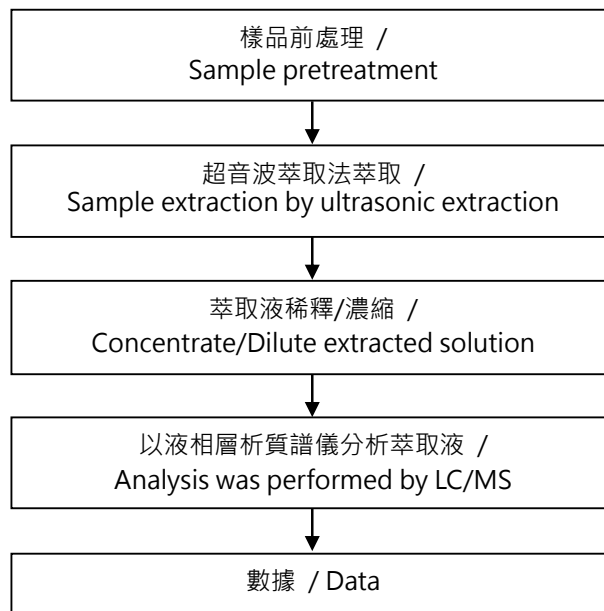 樣品前處理 /
Sample pretreatment
超音波萃取法萃取 /
Sample extraction by ultrasonic extraction
萃取液稀釋/濃縮 /
Concentrate/Dilute extracted solution
以液相層析質譜儀分析萃取液 /
Analysis was performed by LC/MS
數據 / Data